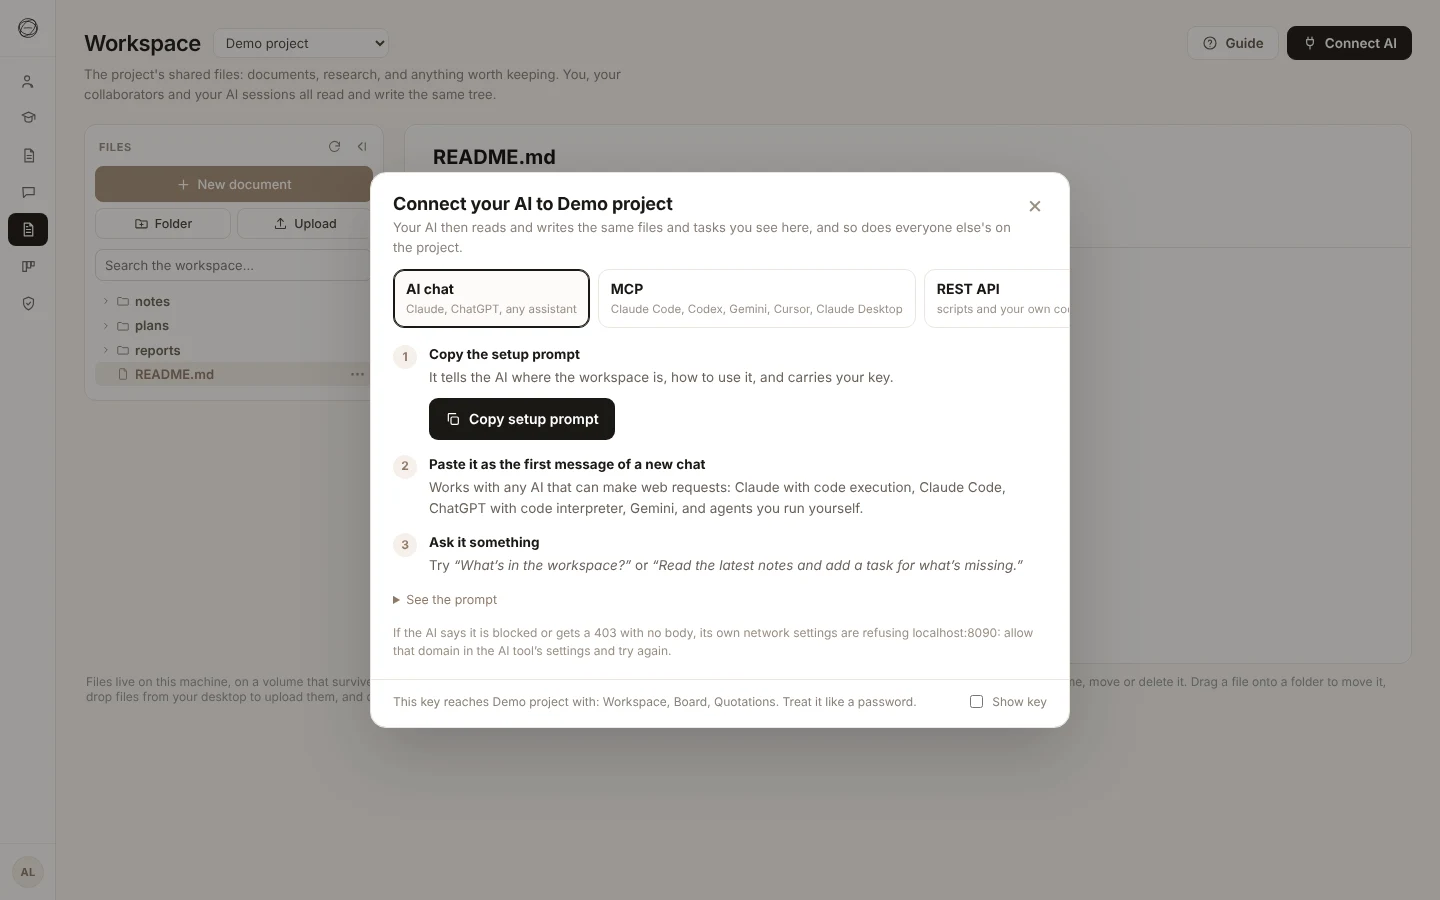 Workspace
Demo project
Guide
Connect AI
The project's shared files: documents, research, and anything worth keeping. You, your
collaborators and your AI sessions all read and write the same tree.
FILES
New document
Folder
Upload
Search the workspace...
notes
plans
reports
README.md
README.md
Connect your AI to Demo project
Your AI then reads and writes the same files and tasks you see here, and so does everyone else's on
the project.
AI chat
Claude, ChatGPT, any assistant
MCP
Claude Code, Codex, Gemini, Cursor, Claude Desktop
REST API
scripts and your own
1
Copy the setup prompt
It tells the AI where the workspace is, how to use it, and carries your key.
Copy setup prompt
2
Paste it as the first message of a new chat
Works with any AI that can make web requests: Claude with code execution, Claude Code,
ChatGPT with code interpreter, Gemini, and agents you run yourself.
3
Ask it something
Try “What’s in the workspace?” or “Read the latest notes and add a task for what’s missing.”
See the prompt
If the AI says it is blocked or gets a 403 with no body, its own network settings are refusing localhost:8090: allow
that domain in the AI tool's settings and try again.
This key reaches Demo project with: Workspace, Board, Quotations. Treat it like a password.
Show key
Files live on this machine, on a volume that
move or delete it. Drag a file onto a folder to move it,
drop files from your desktop to upload them, and
AL